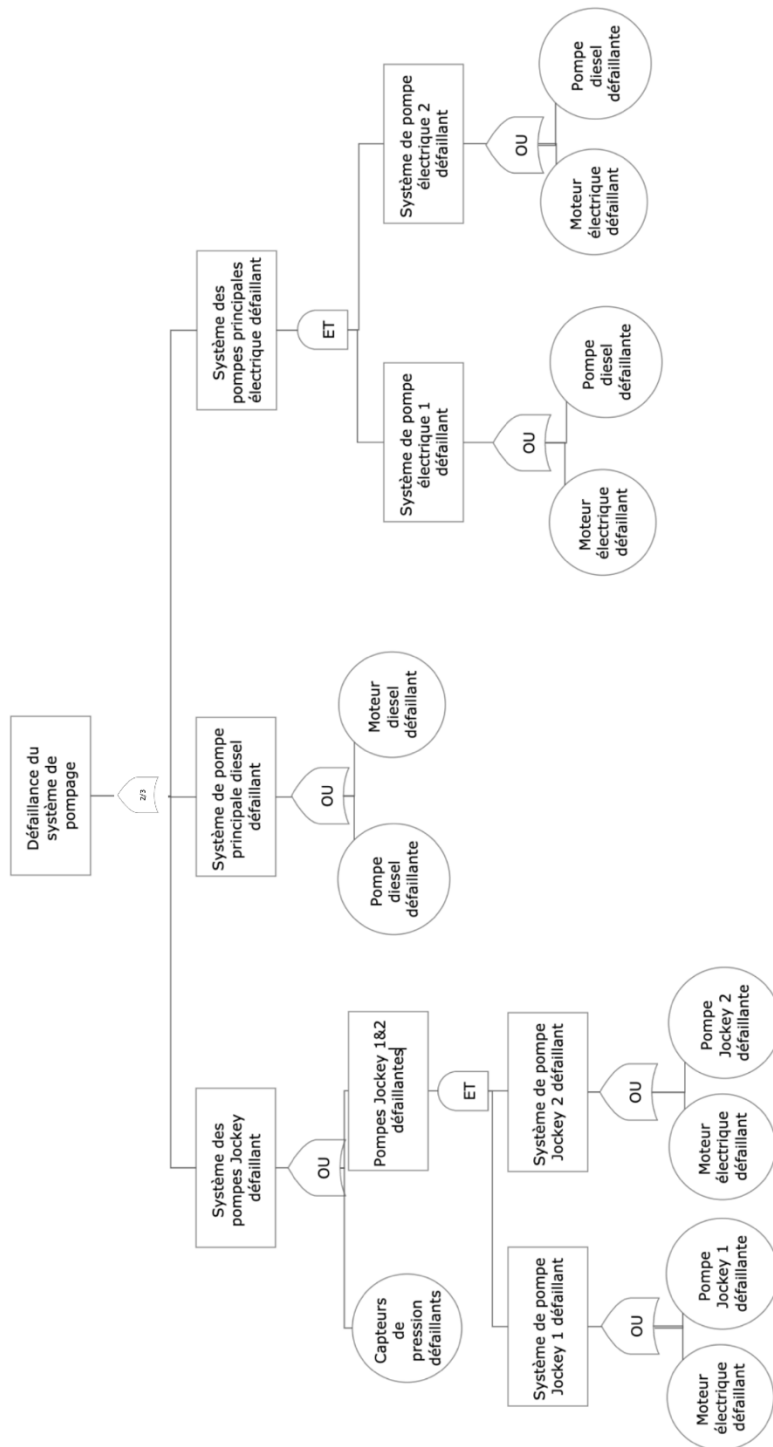 Défaillance du
système de
pompage
2/3
Système des
pompes Jockey
défaillant
Système de pompe
principale diesel
défaillant
Système des
pompes principales
électrique défaillant
OU
OU
ET
Capteurs
de
pression
défaillants
Pompes Jockey 1&2
défaillantes
Pompe
diesel
défaillante
Moteur
diesel
défaillant
Système de pompe
électrique 1
défaillant
Système de pompe
électrique 2
défaillant
ET
OU
OU
Système de pompe
Jockey 1 défaillant
Système de pompe
Jockey 2 défaillant
Moteur
électrique
défaillant
Pompe
diesel
défaillante
Moteur
électrique
défaillant
Pompe
diesel
défaillante
OU
OU
Moteur
électrique
défaillant
Pompe
Jockey 1
défaillante
Moteur
électrique
défaillant
Pompe
Jockey 2
défaillante